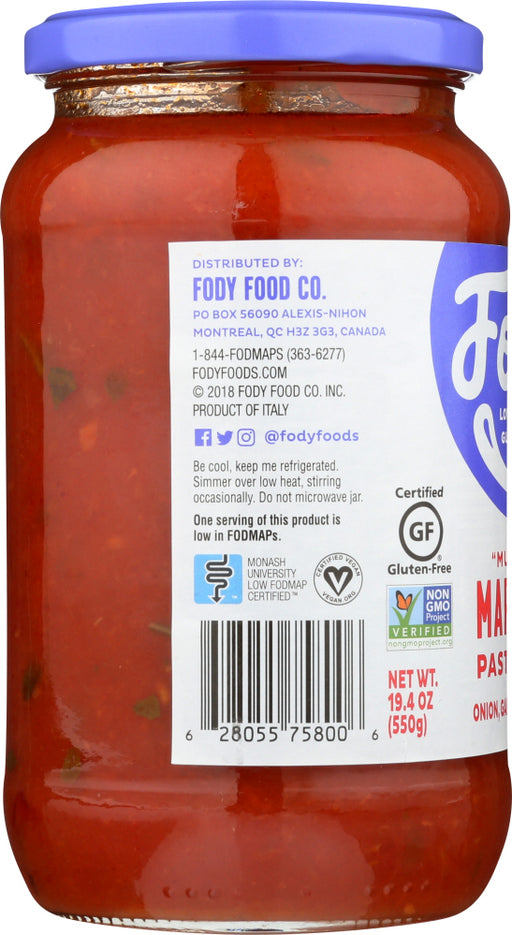 DISTRIBUTED BY:
FODY FOOD CO.
PO BOX 56090 ALEXIS-NIHON
MONTREAL, QC H3Z 3G3, CANADA
1-844-FODMAPS (363-6277)
FODYFOODS.COM
© 2018 FODY FOOD CO. INC.
PRODUCT OF ITALY
@fodyfoods
Be cool, keep me refrigerated.
Simmer over low heat, stirring
occasionally. Do not microwave jar.
One serving of this product is
low in FODMAPs.
MONASH
UNIVERSITY
LOW FODMAP
CERTIFIED™
CERTIFIED VEGAN
VEGAN.ORG
6 28055 75800 6
Certified
GF®
Gluten-Free
NON
GMO
Project
VERIFIED
nongmoproject.org
NET WT.
19.4 OZ
(550g)
PAST
ONION,